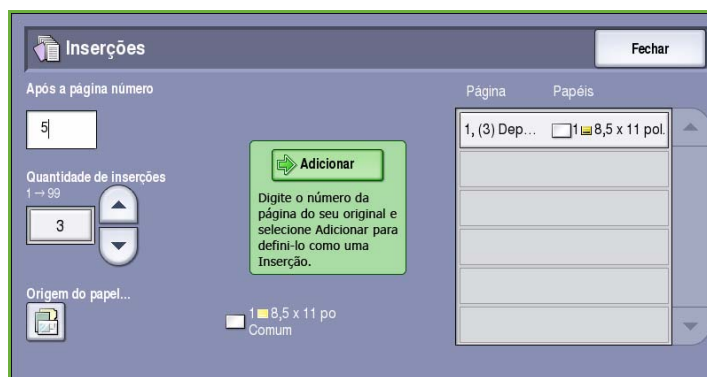 Inserções
Fechar
Após a página número
5
Quantidade de inserções
1→99
3
Origem do papel...
Adicionar
Digite o número da
página do seu original e
selecione Adicionar para
defini-lo como uma
Inserção.
1 8,5 x 11 po
Comum
Página Papéis
1, (3) Dep... 1 8,5 x 11 pol.